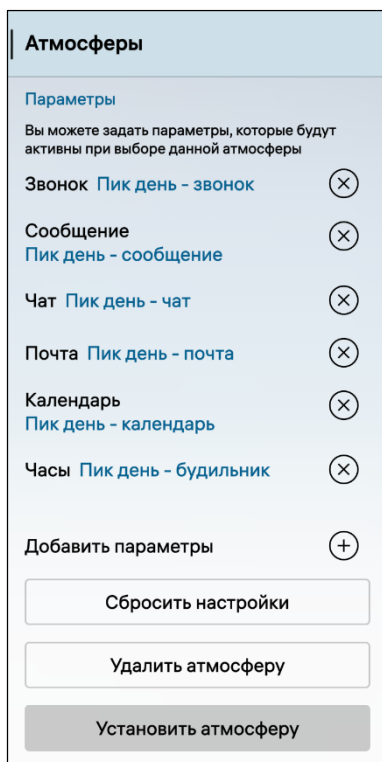 Атмосферы
Параметры
Вы можете задать параметры, которые будут
активны при выборе данной атмосферы
Звонок Пик день - звонок
Сообщение
Пик день - сообщение
Чат Пик день - чат
Почта Пик день - почта
Календарь
Пик день - календарь
Часы Пик день - будильник
Добавить параметры
Сбросить настройки
Удалить атмосферу
Установить атмосферу